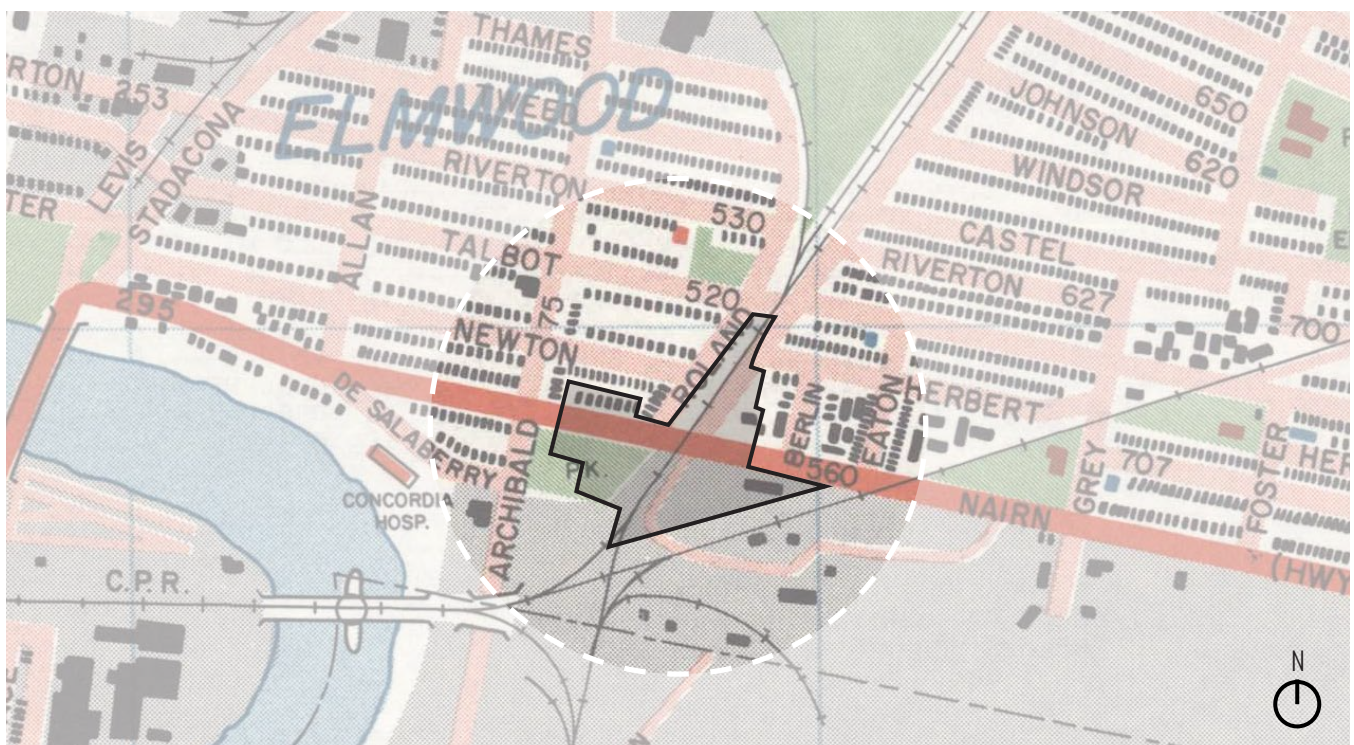 THAMES
RTON
253
ELMWOOD
TWEED
JOHNSON
650
620
LEVIS
STADACONA
RIVERTON
WINDSOR
TER
ALLAN
TALBOT
530
CASTEL
RIVERTON
627
295
75
520
ROLAND
700
NEWTON
DE SALABERRY
BERLIN
EATON
HERBERT
ARCHIBALD
PK.
560
GREY
707
FOSTER
HER
CONCORDIA
HOSP.
NAIRN
(HWY
C.P.R.
N